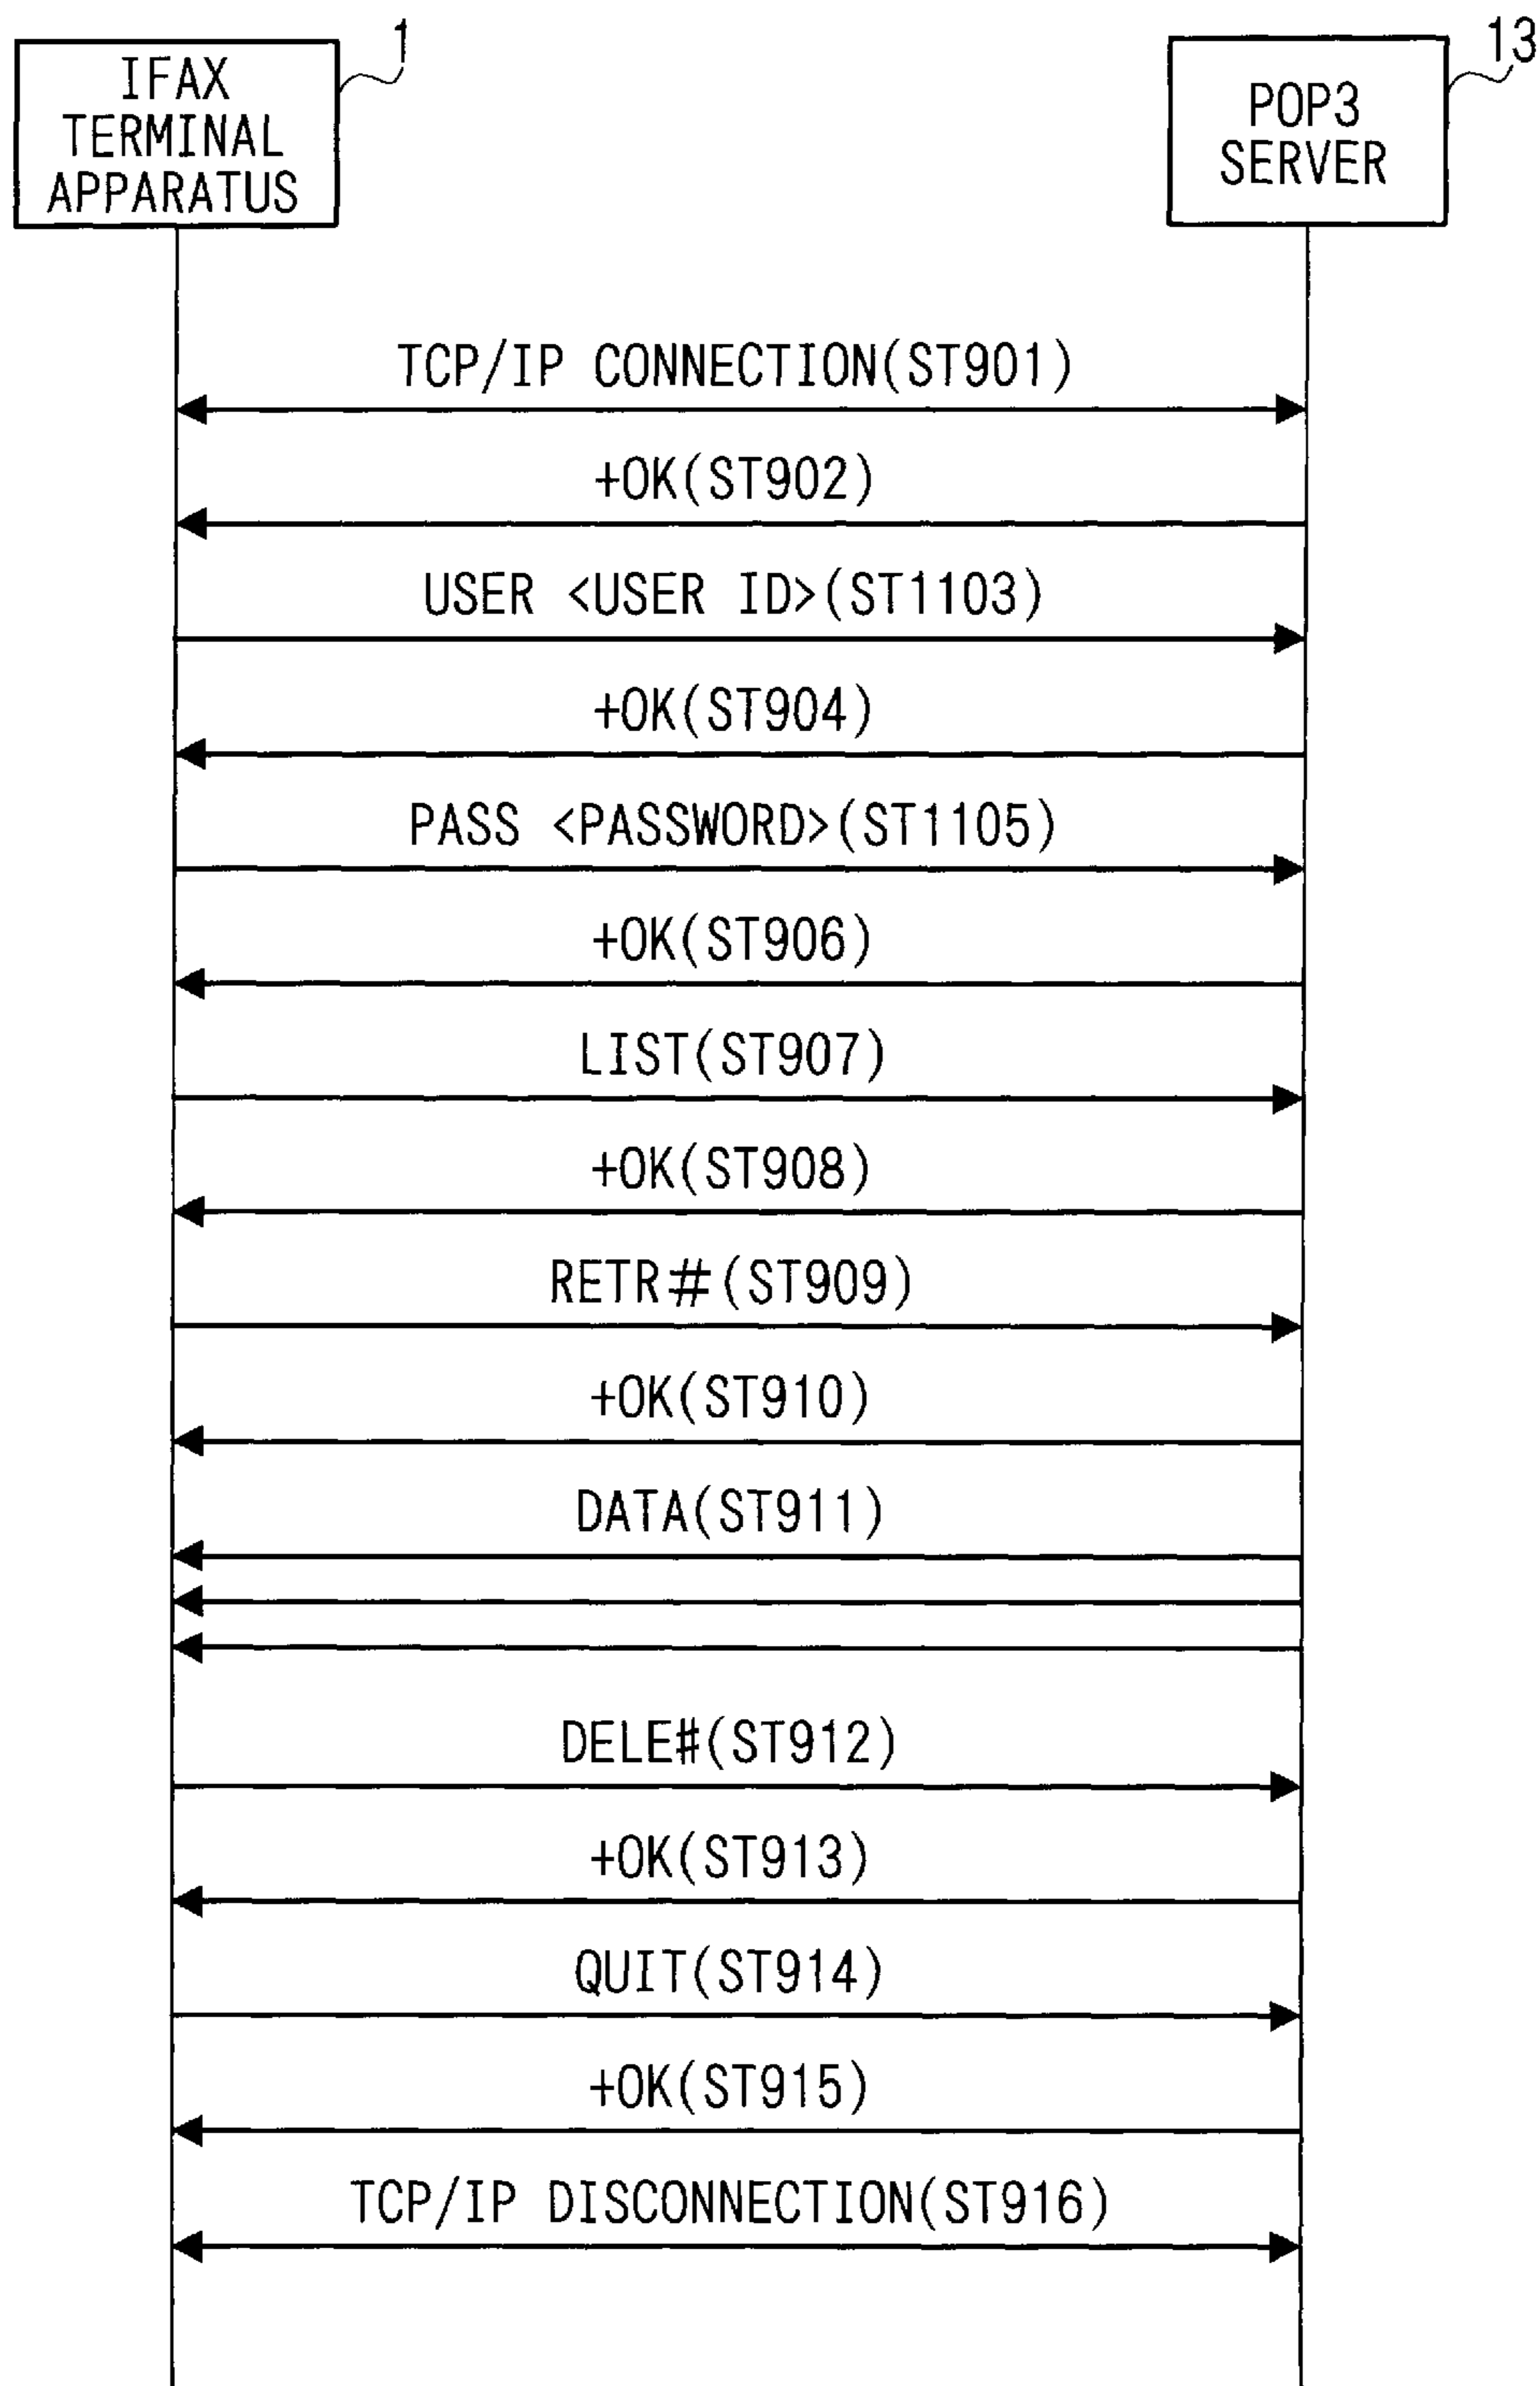 1
13
IFAX
TERMINAL
APPARATUS
POP3
SERVER
TCP/IP CONNECTION(ST901)
+OK(ST902)
USER <USER ID>(ST1103)
+OK(ST904)
PASS <PASSWORD>(ST1105)
+OK(ST906)
LIST(ST907)
+OK(ST908)
RETR#(ST909)
+OK(ST910)
DATA(ST911)
DELE#(ST912)
+OK(ST913)
QUIT(ST914)
+OK(ST915)
TCP/IP DISCONNECTION(ST916)